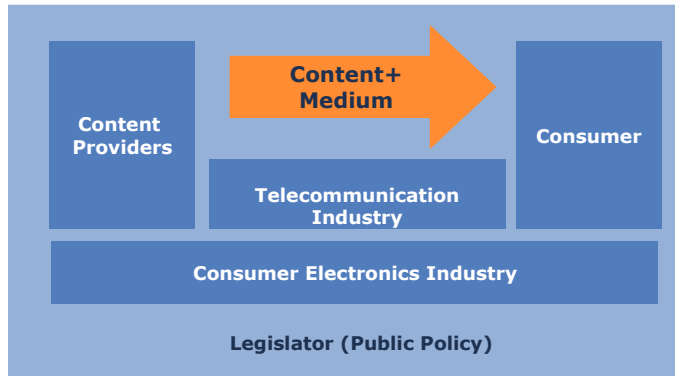 Content+
Medium
Content
Providers
Consumer
Telecommunication
Industry
Consumer Electronics Industry
Legislator (Public Policy)